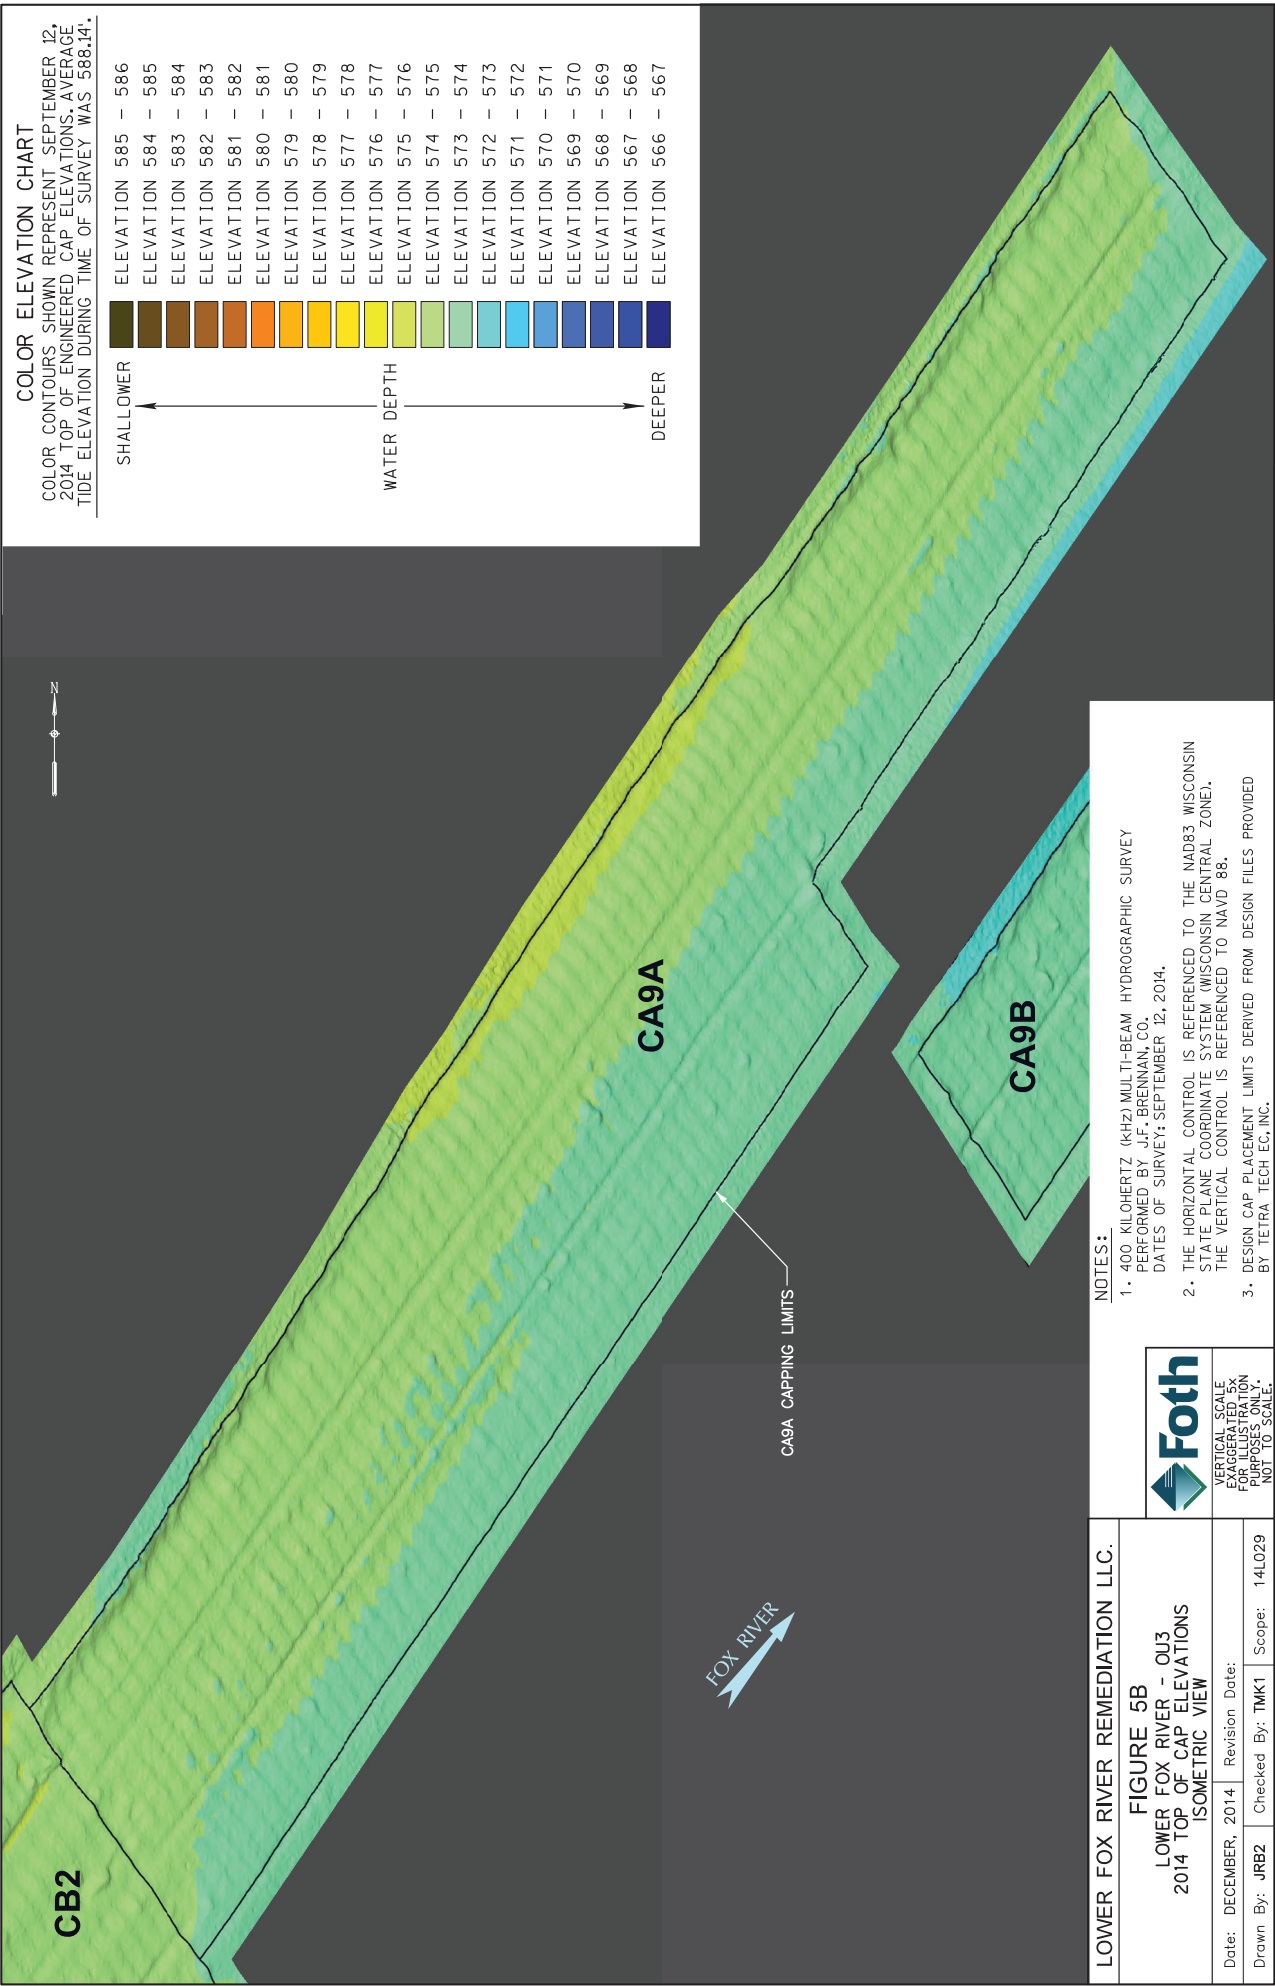 COLOR ELEVATION CHART
COLOR CONTOURS SHOWN REPRESENT SEPTEMBER 12,
2014 TOP OF ENGINEERED CAP ELEVATIONS. AVERAGE
TIDE ELEVATION DURING TIME OF SURVEY WAS 588.14'.
SHALLOWER
WATER DEPTH
DEEPER
ELEVATION 585 - 586
ELEVATION 584 - 585
ELEVATION 583 - 584
ELEVATION 582 - 583
ELEVATION 581 - 582
ELEVATION 580 - 581
ELEVATION 579 - 580
ELEVATION 578 - 579
ELEVATION 577 - 578
ELEVATION 576 - 577
ELEVATION 575 - 576
ELEVATION 574 - 575
ELEVATION 573 - 574
ELEVATION 572 - 573
ELEVATION 571 - 572
ELEVATION 570 - 571
ELEVATION 569 - 570
ELEVATION 568 - 569
ELEVATION 567 - 568
ELEVATION 566 - 567
N
CB2
CA9A
CA9B
CA9A CAPPING LIMITS
FOX RIVER
NOTES:
1. 400 KILOHERTZ (kHz) MULTI-BEAM HYDROGRAPHIC SURVEY
PERFORMED BY J.F. BRENNAN, CO.
DATES OF SURVEY: SEPTEMBER 12, 2014.
2. THE HORIZONTAL CONTROL IS REFERENCED TO THE NAD83 WISCONSIN
STATE PLANE COORDINATE SYSTEM (WISCONSIN CENTRAL ZONE).
THE VERTICAL CONTROL IS REFERENCED TO NAVD 88.
3. DESIGN CAP PLACEMENT LIMITS DERIVED FROM DESIGN FILES PROVIDED
BY TETRA TECH EC, INC.
LOWER FOX RIVER REMEDIATION LLC.
FIGURE 5B
LOWER FOX RIVER - OU3
2014 TOP OF CAP ELEVATIONS
ISOMETRIC VIEW
Date: DECEMBER, 2014 Revision Date:
Drawn By: JRB2 Checked By: TMK1 Scope: 14L029
Foth
VERTICAL SCALE
EXAGGERATED 5x
FOR ILLUSTRATION
PURPOSES ONLY.
NOT TO SCALE.